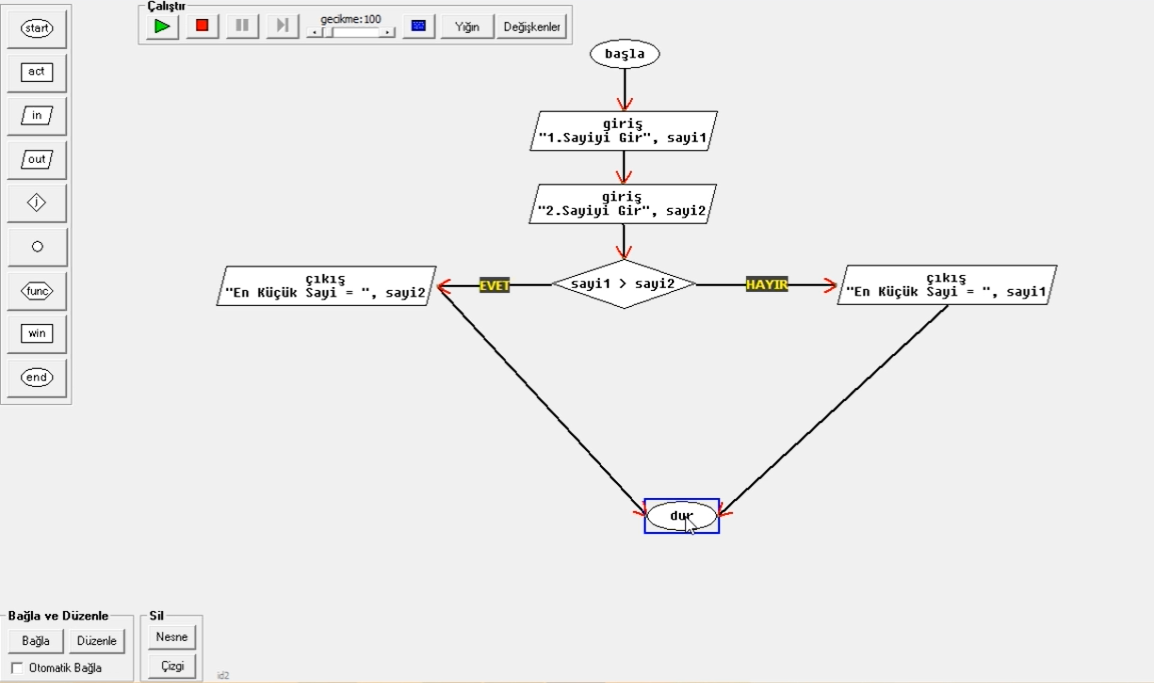 Çalıştır
gecikme:100
Yığın
Değişkenler
start
act
in
out
j
func
win
end
başla
giriş
"1.Sayiyi Gir", sayi1
giriş
"2.Sayiyi Gir", sayi2
sayi1 > sayi2
EVET
HAYIR
çıkış
"En Küçük Sayi = ", sayi2
çıkış
"En Küçük Sayi = ", sayi1
dur
Bağla ve Düzenle
Bağla
Düzenle
Otomatik Bağla
Sil
Nesne
Çizgi
id2